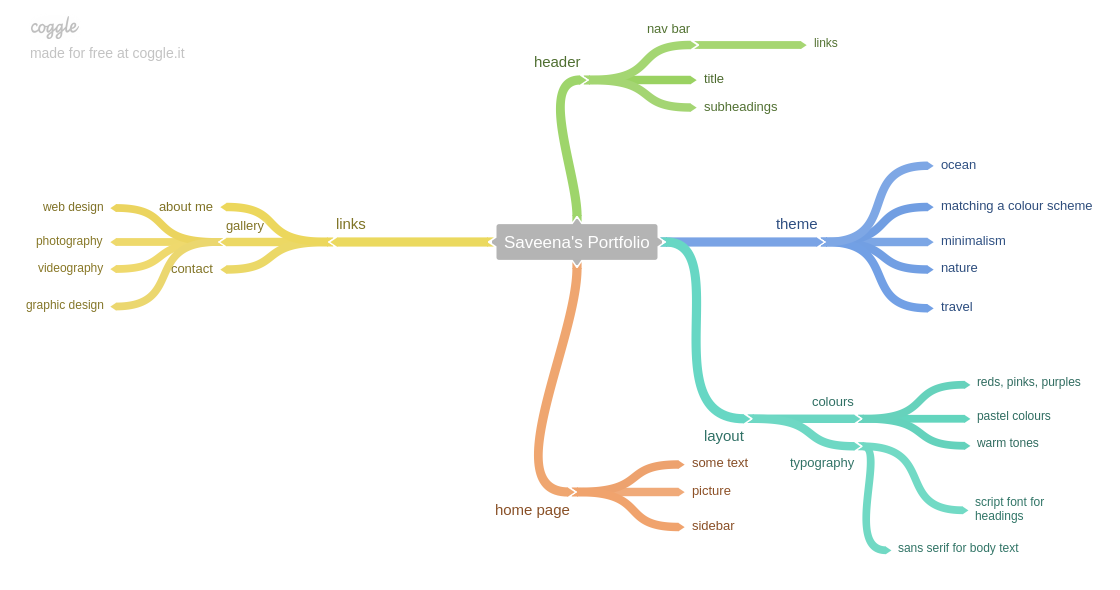 coggle
made for free at coggle.it
nav bar
links
header
title
subheadings
ocean
matching a colour scheme
theme
minimalism
nature
travel
web design
about me
photography
gallery
links
videography
contact
graphic design
Saveena's Portfolio
colours
reds, pinks, purples
pastel colours
warm tones
layout
typography
script font for
headings
sans serif for body text
some text
picture
home page
sidebar